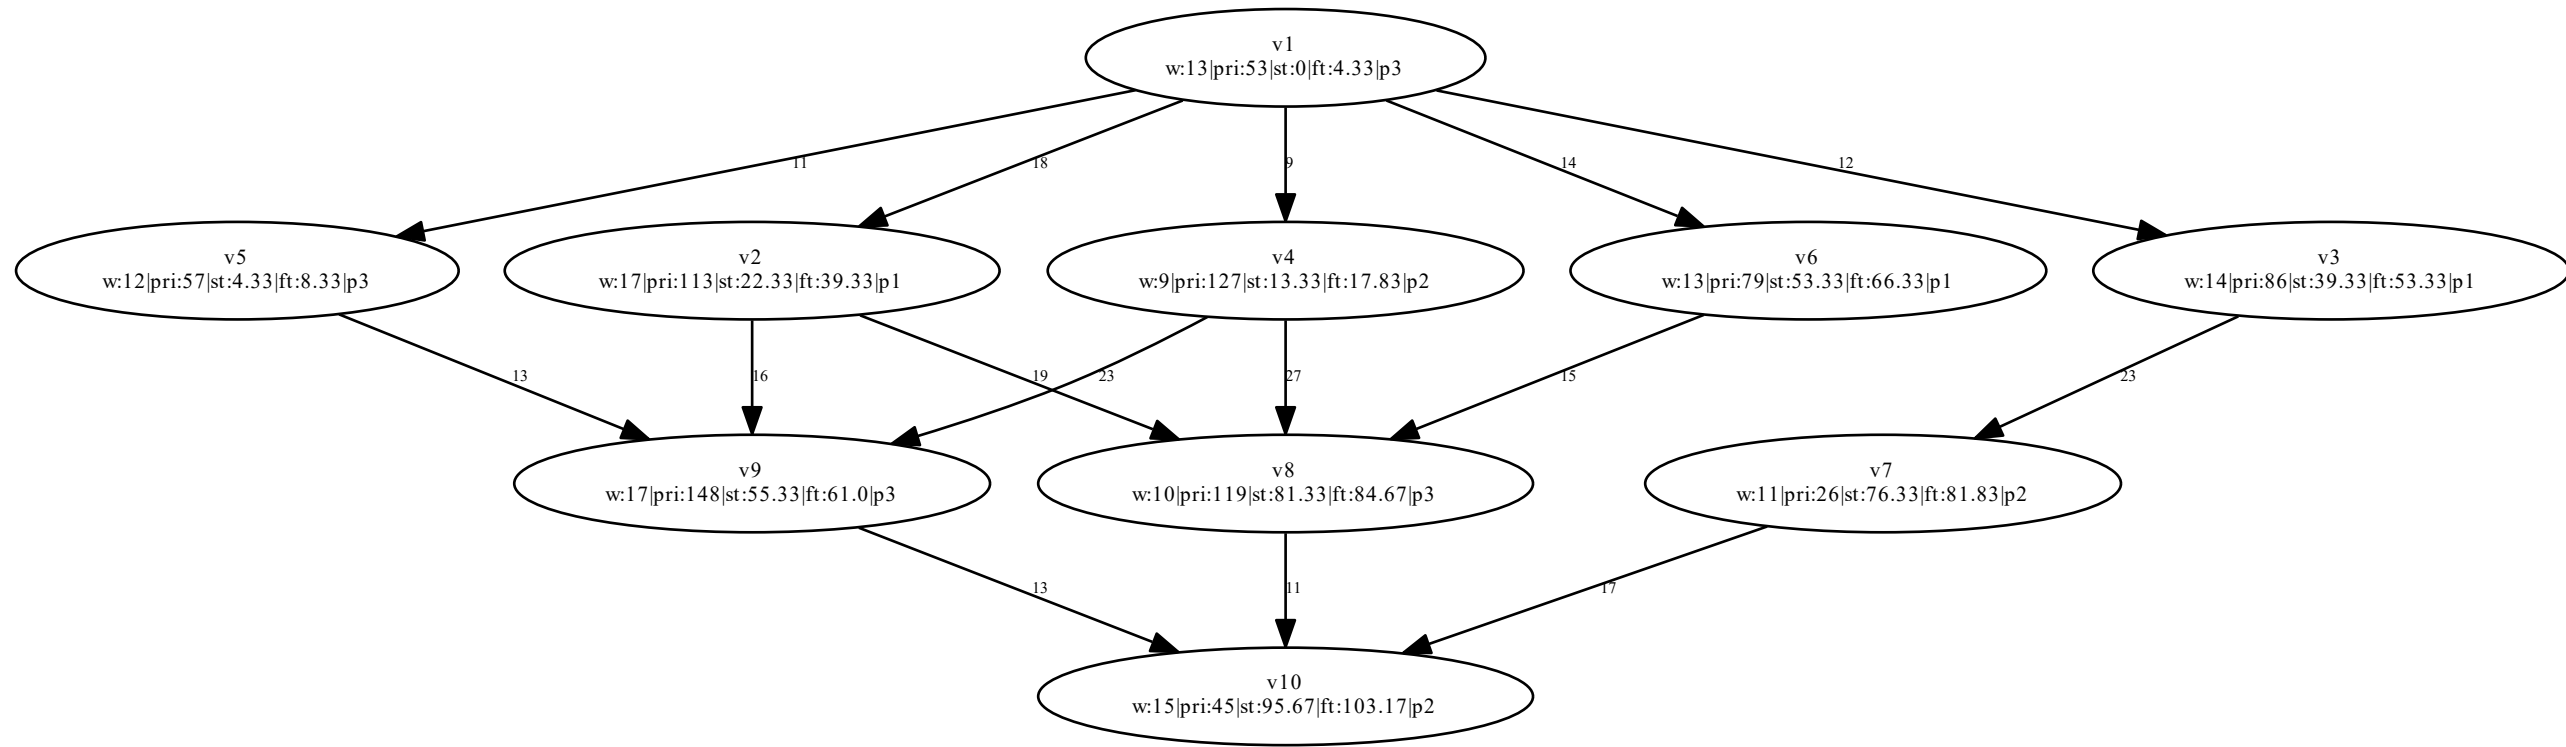 v1
w:13|pri:53|st:0|ft:4.33|p3
11
18
9
14
12
v5
w:12|pri:57|st:4.33|ft:8.33|p3
v2
w:17|pri:113|st:22.33|ft:39.33|p1
v4
w:9|pri:127|st:13.33|ft:17.83|p2
v6
w:13|pri:79|st:53.33|ft:66.33|p1
v3
w:14|pri:86|st:39.33|ft:53.33|p1
13
16
19
23
27
15
23
v9
w:17|pri:148|st:55.33|ft:61.0|p3
v8
w:10|pri:119|st:81.33|ft:84.67|p3
v7
w:11|pri:26|st:76.33|ft:81.83|p2
13
11
17
v10
w:15|pri:45|st:95.67|ft:103.17|p2